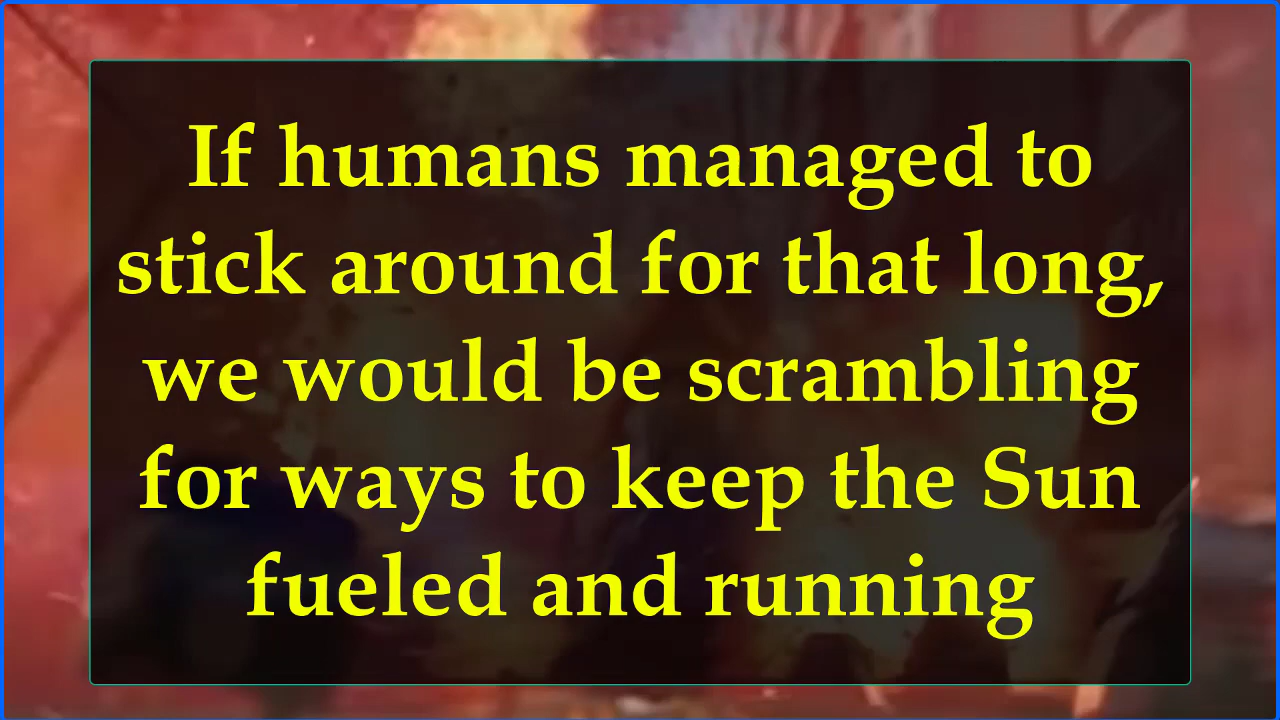 If humans managed to
stick around for that long,
we would be scrambling
for ways to keep the Sun
fueled and running